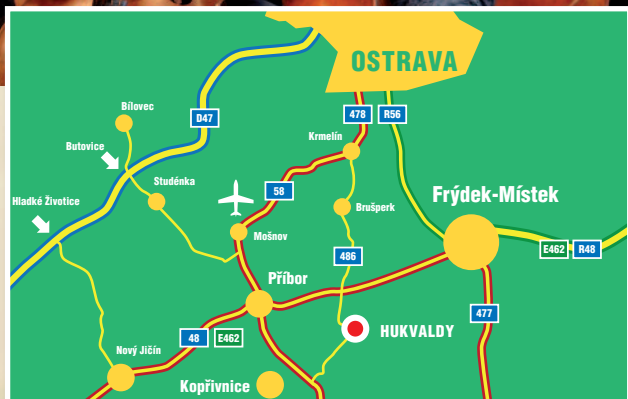 OSTRAVA
D47
478
R56
Bílovec
Krmelín
Butovice
Studénka
58
Hladké Životice
Brušperk
Frýdek-Místek
Mošnov
486
E462
R48
Příbor
477
48
E462
HUKVALDY
Nový Jičín
Kopřivnice